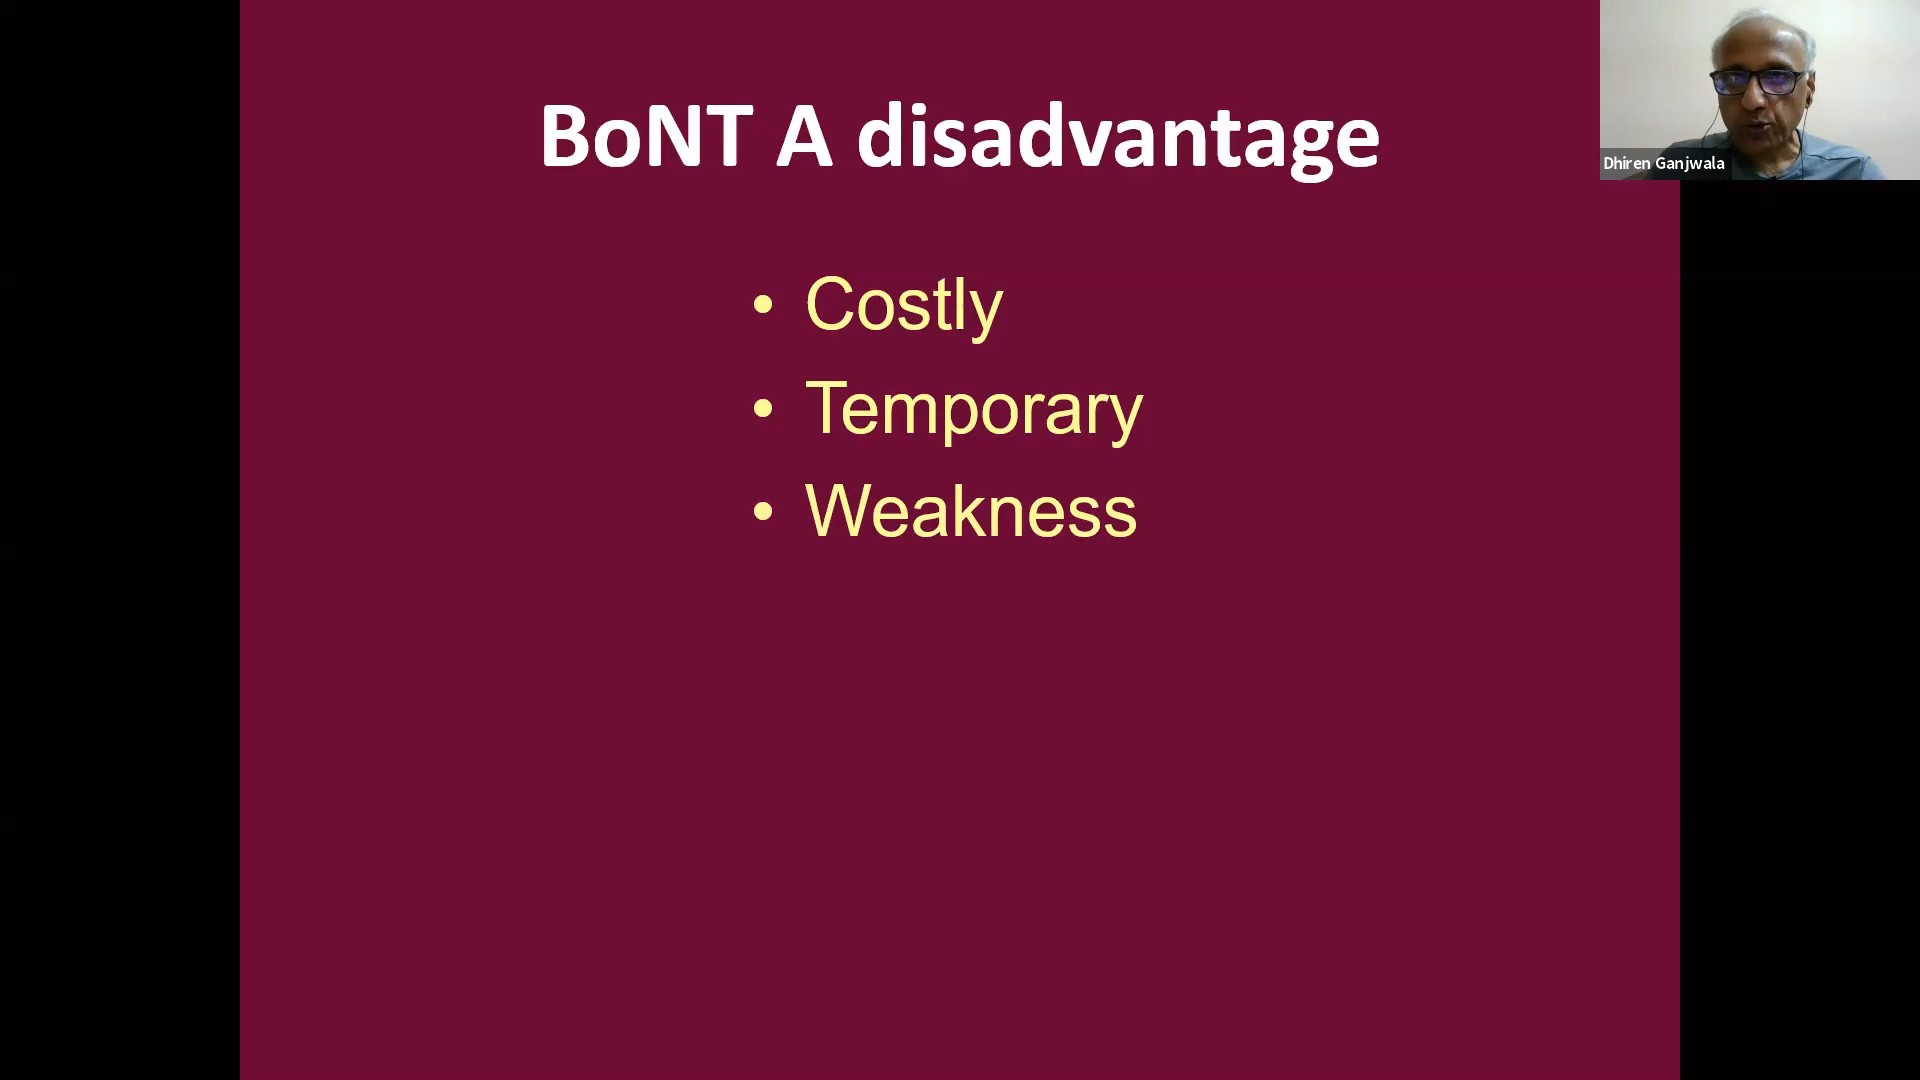 BoNT A disadvantage
Dhiren Ganjwala
• Costly
• Temporary
• Weakness